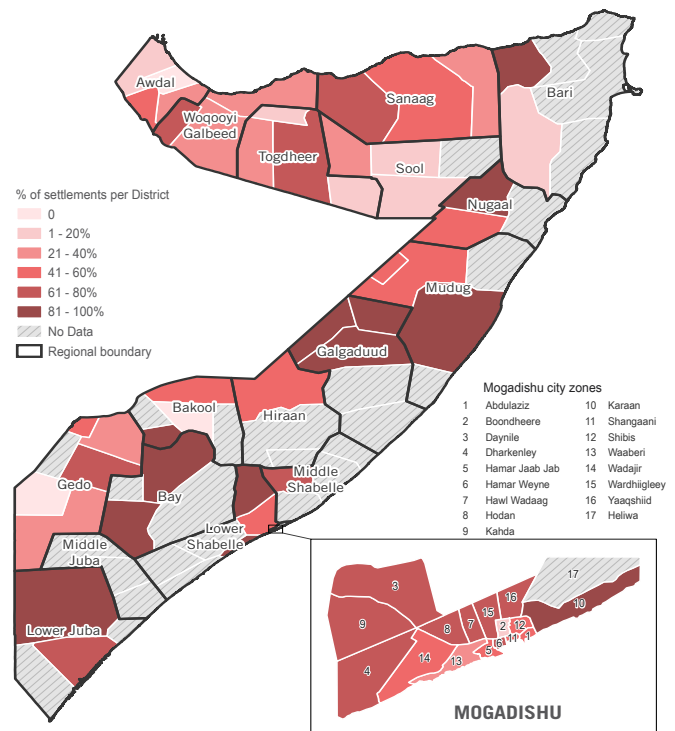 Awdal
Woqooyi
Galbeed
Togdheer
Sanaag
Sool
Bari
Nugaal
Mudug
Galgaduud
Hiraan
Bakool
Gedo
Bay
Middle
Shabelle
Lower
Shabelle
Middle
Juba
Lower Juba
% of settlements per District
0
1 - 20%
21 - 40%
41 - 60%
61 - 80%
81 - 100%
No Data
Regional boundary
Mogadishu city zones
1 Abdulaziz
2 Boondheere
3 Daynile
4 Dharkenley
5 Hamar Jaab Jab
6 Hamar Weyne
7 Hawl Wadaag
8 Hodan
9 Kahda
10 Karaan
11 Shangaani
12 Shibis
13 Waaberi
14 Wadajir
15 Wardhiigleey
16 Yaaqshiid
17 Heliwa
3
9
4
14
13
8
7
15
16
2
12
5
6
11
1
10
17
MOGADISHU